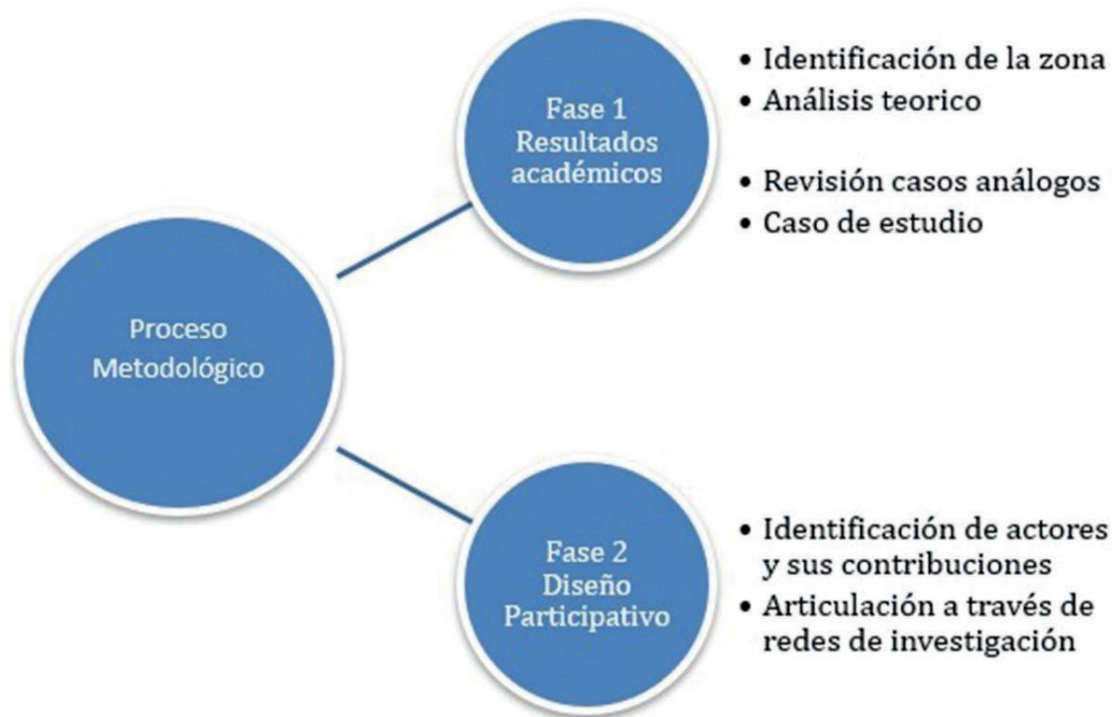 Proceso
Metodológico
Fase 1
Resultados
académicos
• Identificación de la zona
• Análisis teorico
• Revisión casos análogos
• Caso de estudio
Fase 2
Diseño
Participativo
• Identificación de actores
y sus contribuciones
• Articulación a través de
redes de investigación